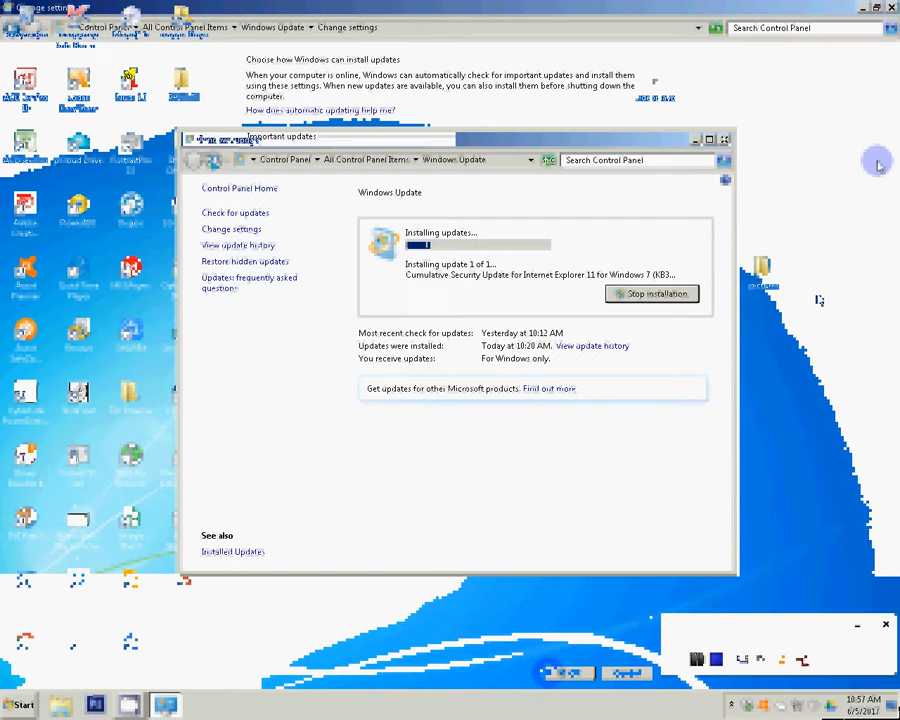 Change setti
Control Panel All Control Panel Items Windows Update Change settings
Search Control Panel
Choose how Windows can install updates
When your computer is online, Windows can automatically check for important updates and install them
using these settings. When new updates are available, you can also install them before shutting down the
computer.
How does automatic updating help me?
Important updates
Control Panel All Control Panel Items Windows Update
Search Control Panel
Control Panel Home
Check for updates
Change settings
View update history
Restore hidden updates
Updates: frequently asked
questions
Windows Update
Installing updates...
Installing update 1 of 1...
Cumulative Security Update for Internet Explorer 11 for Windows 7 (KB3...
Stop installation
Most recent check for updates: Yesterday at 10:12 AM
Updates were installed: Today at 10:20 AM. View update history
You receive updates: For Windows only.
Get updates for other Microsoft products. Find out more
See also
Installed Updates
Start
10:57 AM
6/5/2017